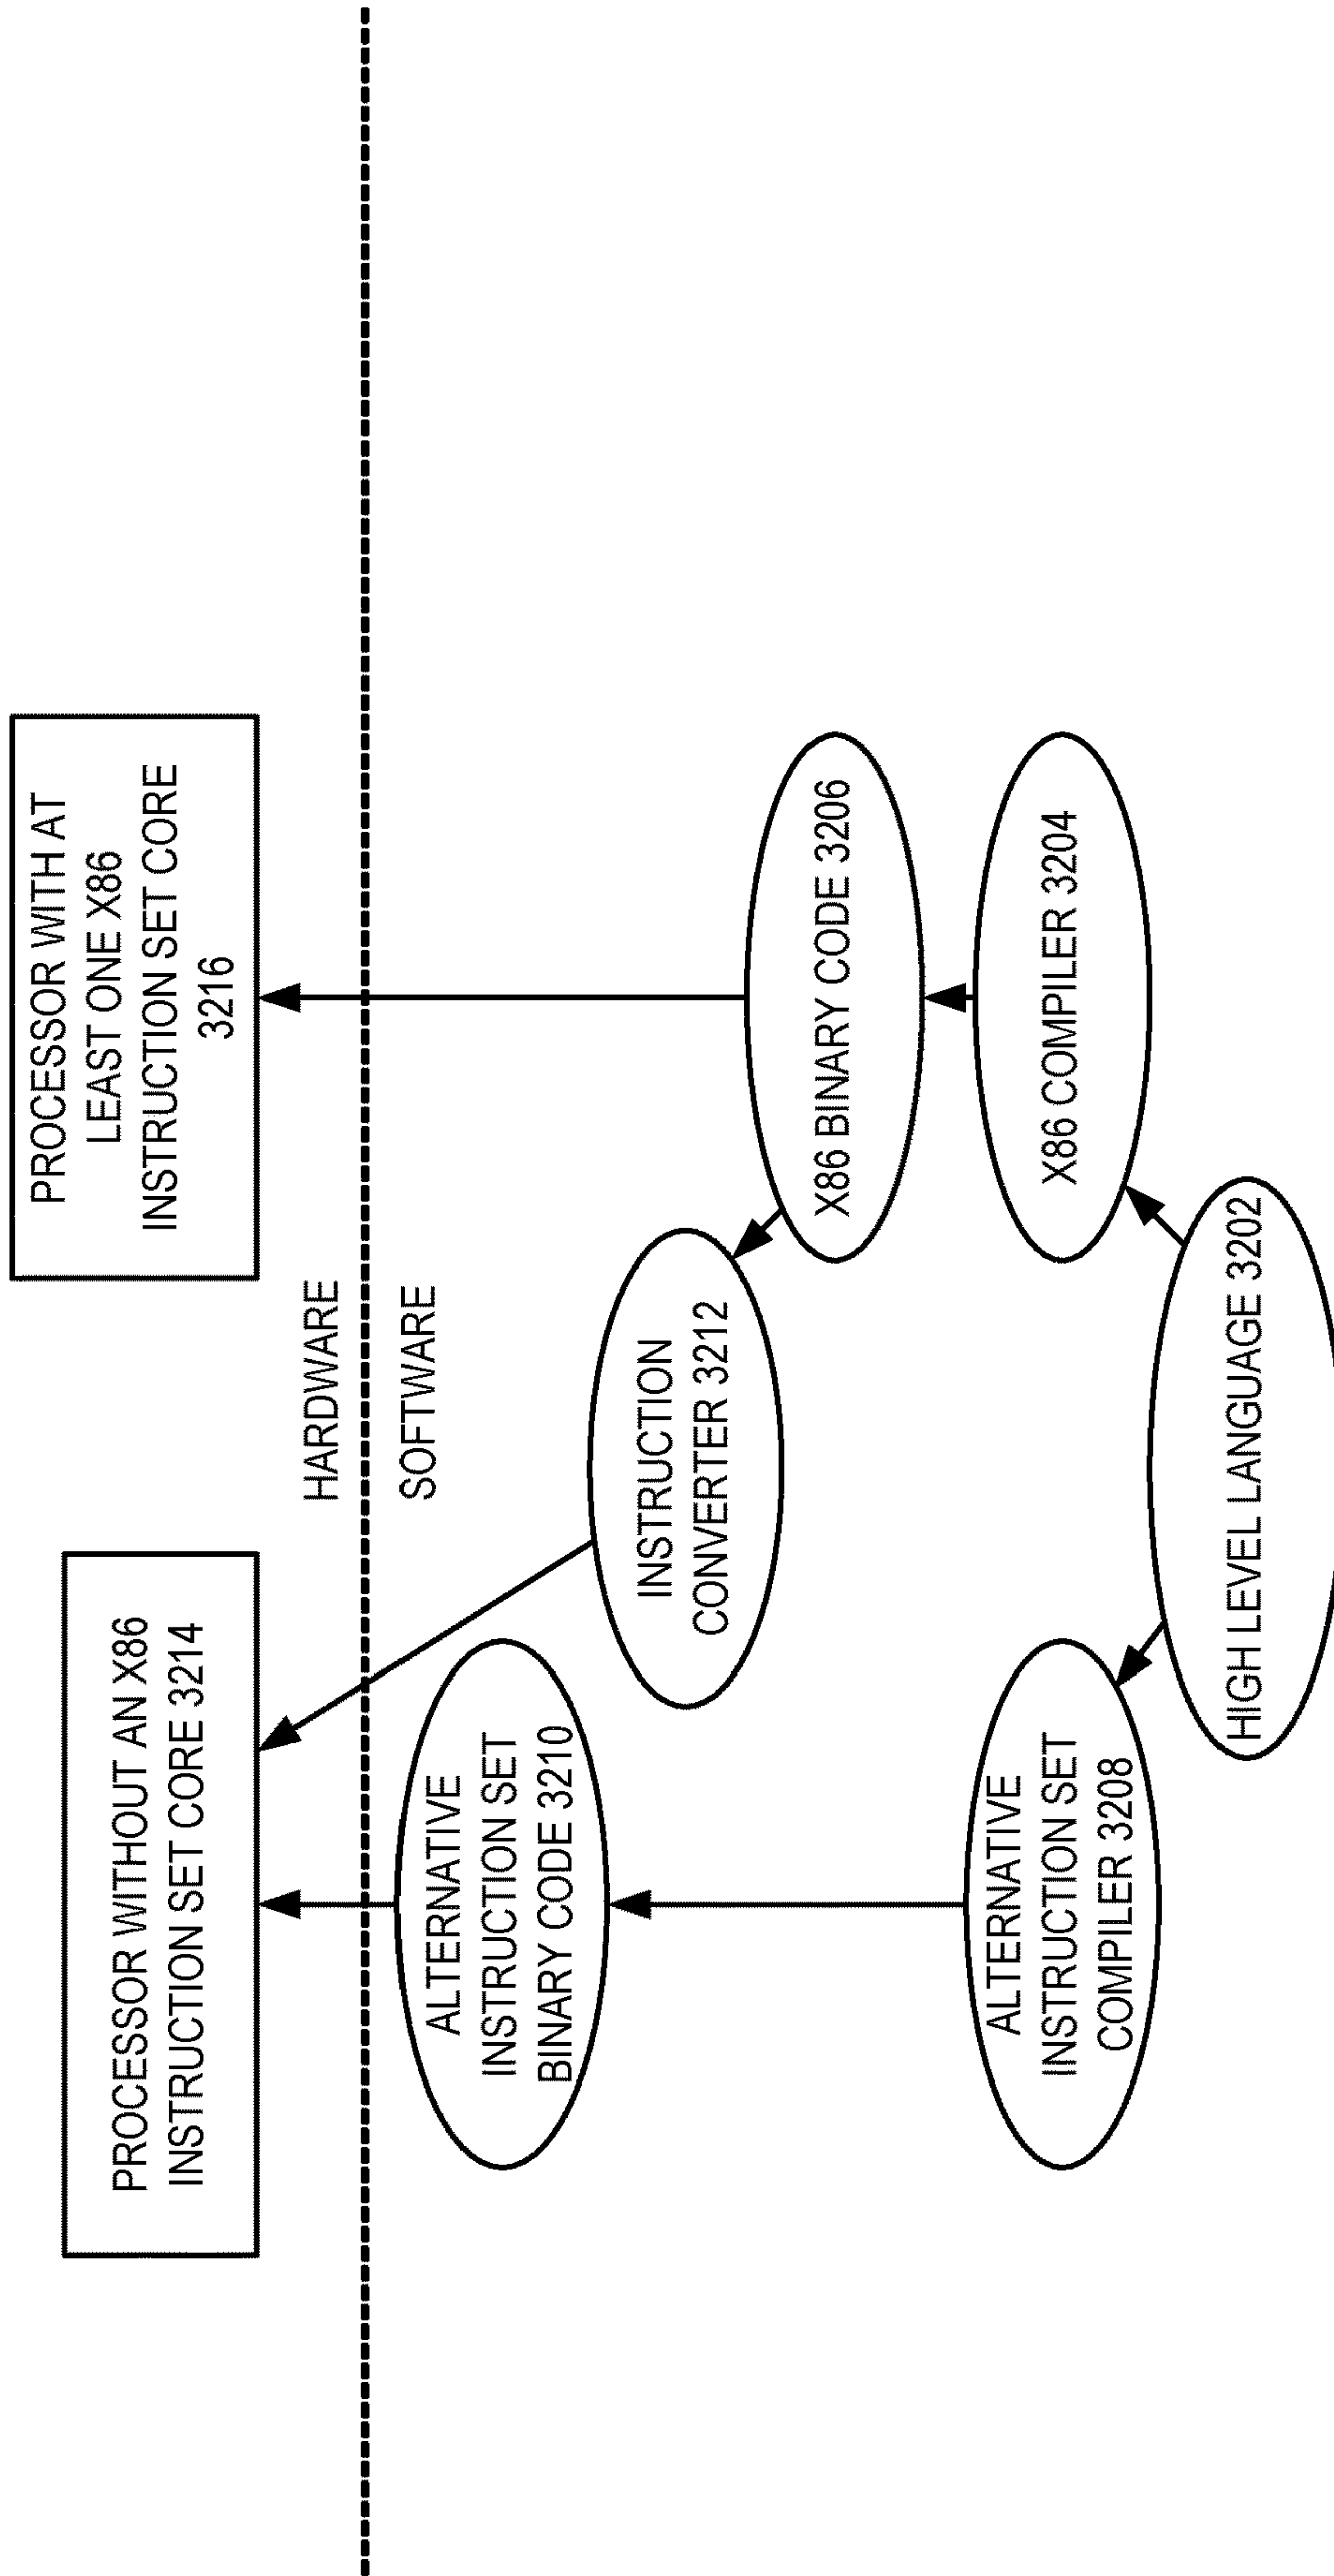 PROCESSOR WITHOUT AN X86
INSTRUCTION SET CORE 3214
PROCESSOR WITH AT
LEAST ONE X86
INSTRUCTION SET CORE
3216
HARDWARE
SOFTWARE
ALTERNATIVE
INSTRUCTION SET
BINARY CODE 3210
INSTRUCTION
CONVERTER 3212
X86 BINARY CODE 3206
ALTERNATIVE
INSTRUCTION SET
COMPILER 3208
X86 COMPILER 3204
HIGH LEVEL LANGUAGE 3202